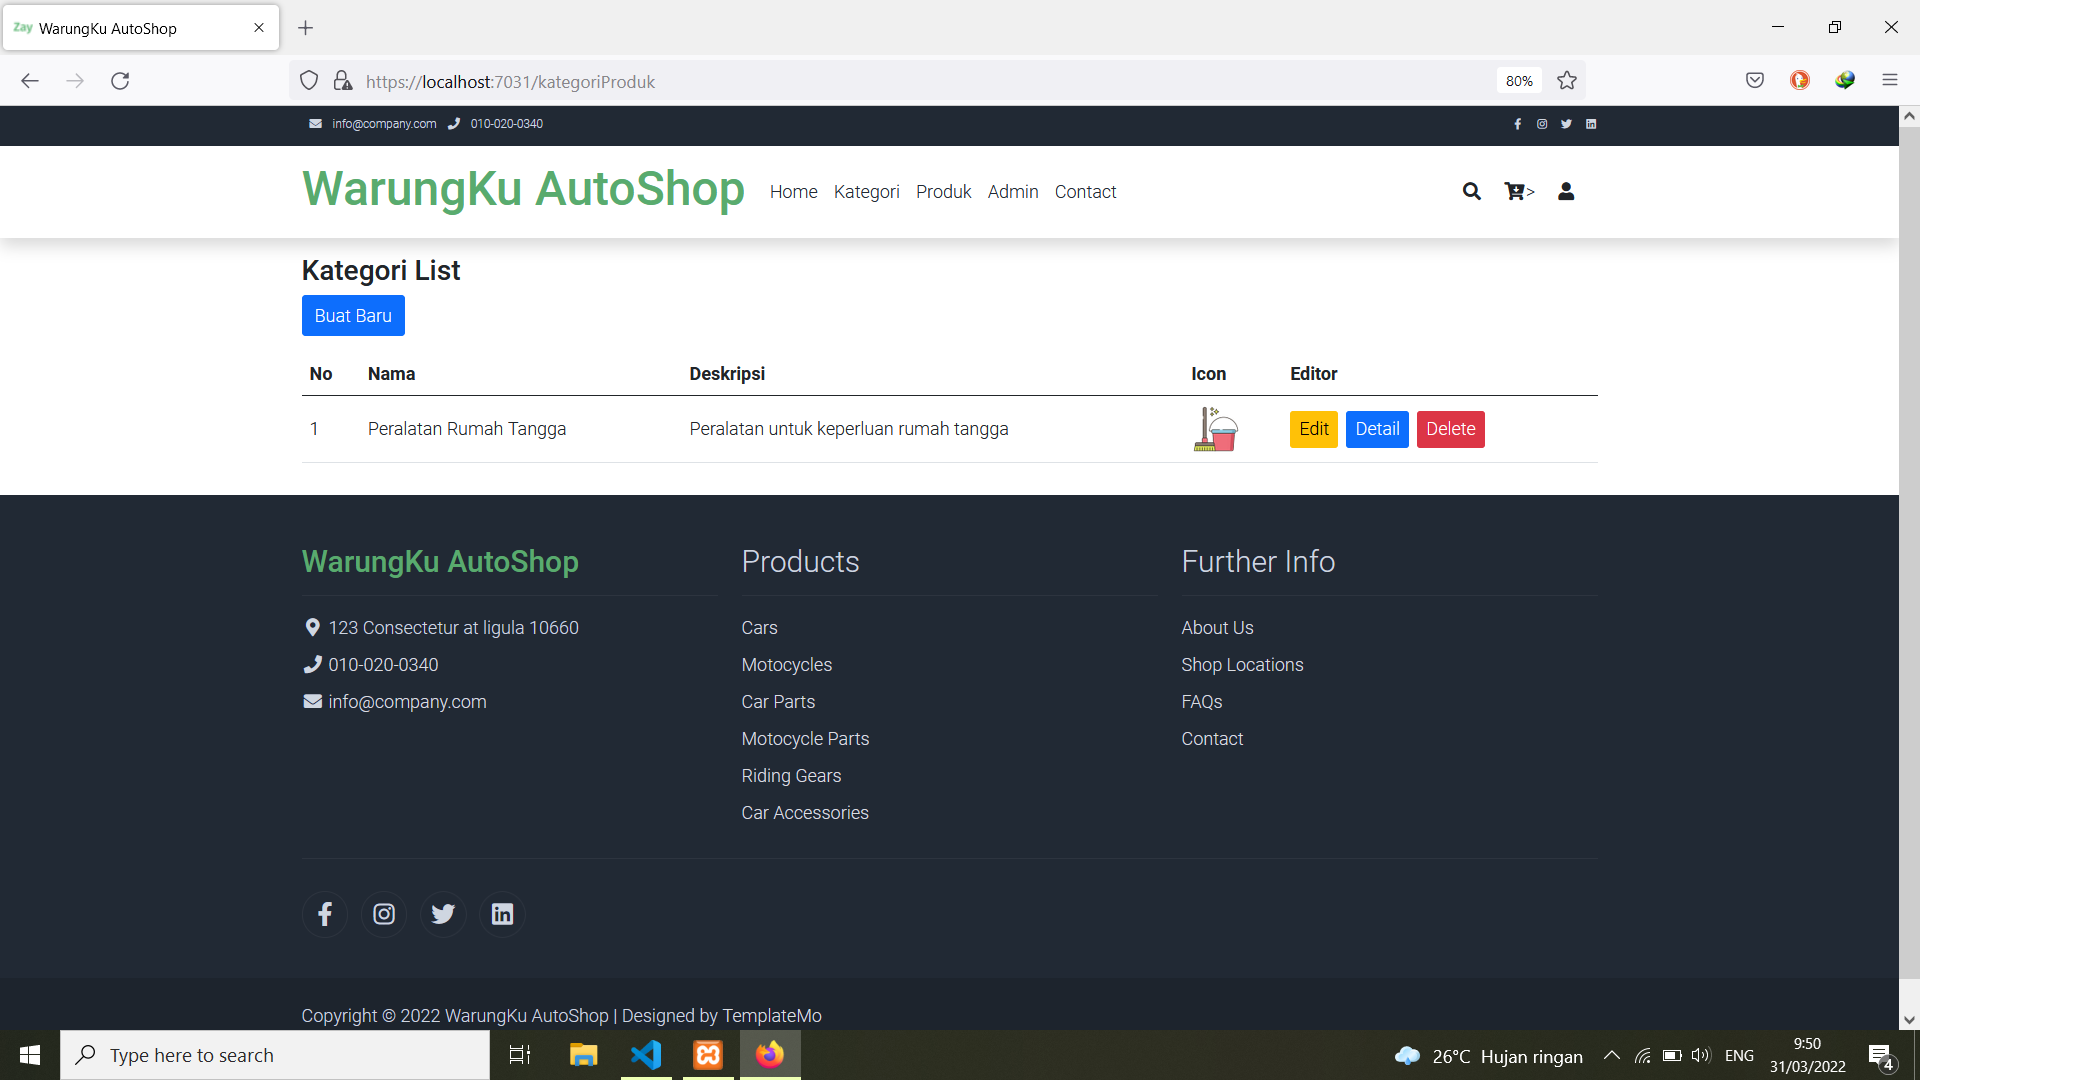 Zay WarungKu AutoShop
https://localhost:7031/kategoriProduk 80%
info@company.com 010-020-0340
WarungKu AutoShop Home Kategori Produk Admin Contact >
Kategori List
Buat Baru
No Nama Deskripsi Icon Editor
1 Peralatan Rumah Tangga Peralatan untuk keperluan rumah tangga Edit Detail Delete
WarungKu AutoShop
123 Consectetur at ligula 10660
010-020-0340
info@company.com
Products
Cars
Motocycles
Car Parts
Motocycle Parts
Riding Gears
Car Accessories
Further Info
About Us
Shop Locations
FAQs
Contact
Copyright © 2022 WarungKu AutoShop | Designed by TemplateMo
Type here to search
26°C Hujan ringan
ENG
9:50
31/03/2022
4